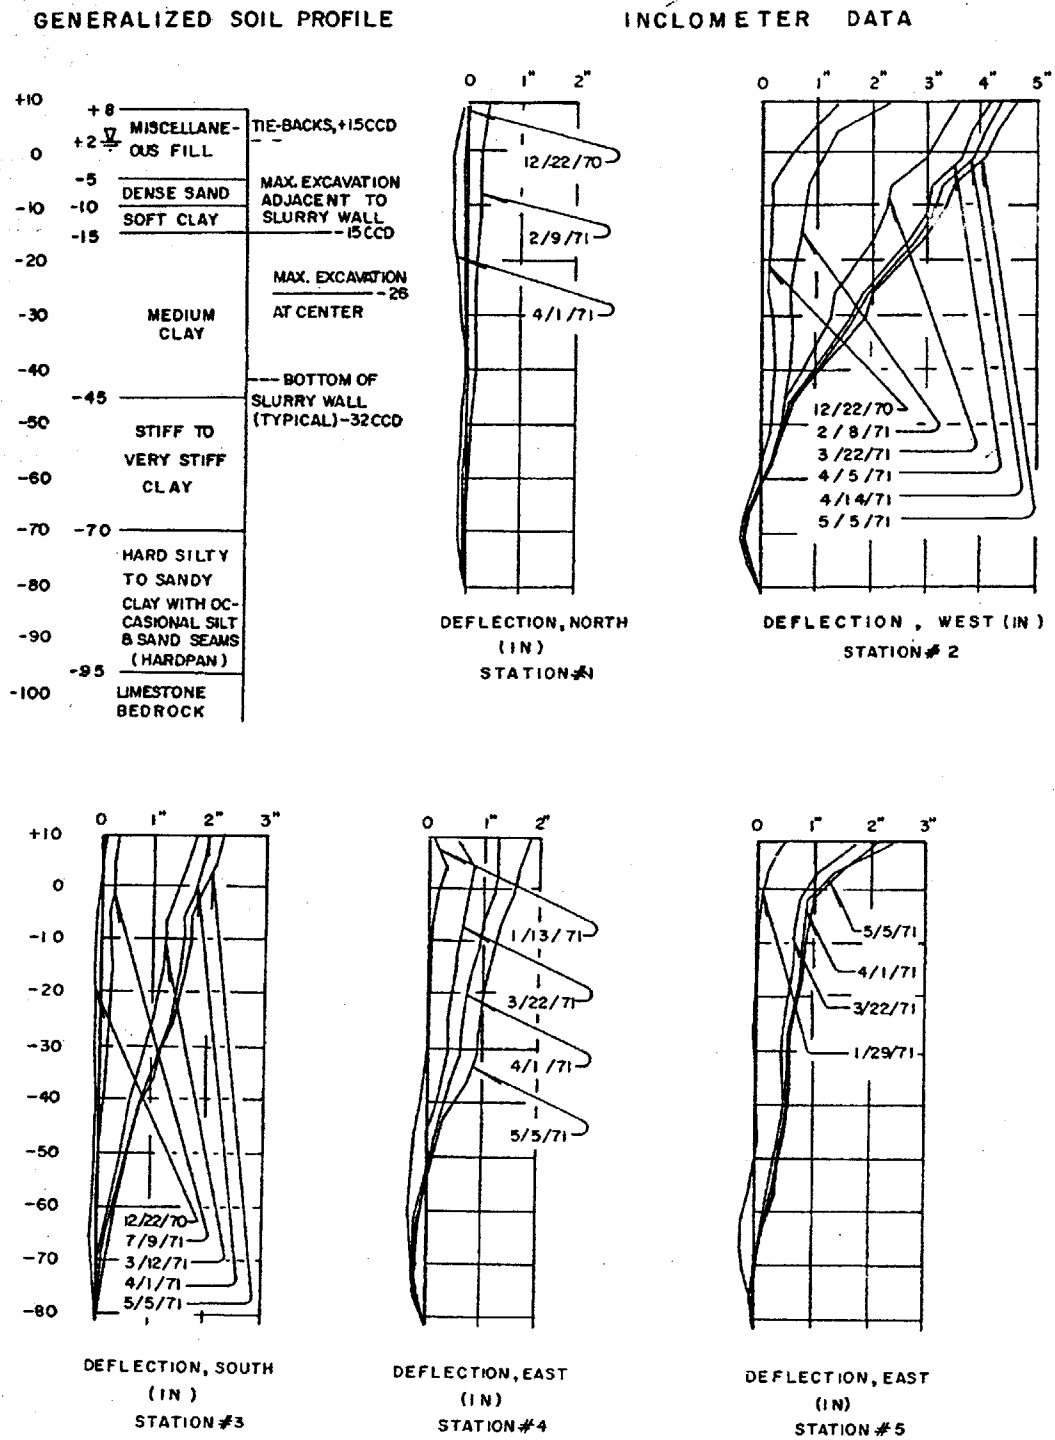 GENERALIZED SOIL PROFILE
INCLOMETER DATA
+10
0
-10
-20
-30
-40
-50
-60
-70
-80
-90
-100
+8
MISCELLANE-
OUS FILL
+2
-5
DENSE SAND
-10
SOFT CLAY
-15
MEDIUM
CLAY
-45
STIFF TO
VERY STIFF
CLAY
-70
HARD SILTY
TO SANDY
CLAY WITH OC-
CASIONAL SILT
& SAND SEAMS
(HARDPAN)
-95
LIMESTONE
BEDROCK
TIE-BACKS, +1.5CCD
MAX. EXCAVATION
ADJACENT TO
SLURRY WALL
-15CCD
MAX. EXCAVATION
-26
AT CENTER
BOTTOM OF
SLURRY WALL
(TYPICAL)-32CCD
0 1" 2"
12/22/70
2/9/71
4/1/71
DEFLECTION, NORTH
(IN)
STATION#1
0 1" 2" 3" 4" 5"
12/22/70
2/8/71
3/22/71
4/5/71
4/14/71
5/5/71
DEFLECTION, WEST (IN)
STATION# 2
+10
0
-10
-20
-30
-40
-50
-60
-70
-80
0 1" 2" 3"
12/22/70
7/9/71
3/12/71
4/1/71
5/5/71
DEFLECTION, SOUTH
(IN)
STATION#3
0 1" 2"
1/13/71
3/22/71
4/1/71
5/5/71
DEFLECTION, EAST
(IN)
STATION#4
0 1" 2" 3"
5/5/71
4/1/71
3/22/71
1/29/71
DEFLECTION, EAST
(IN)
STATION #5